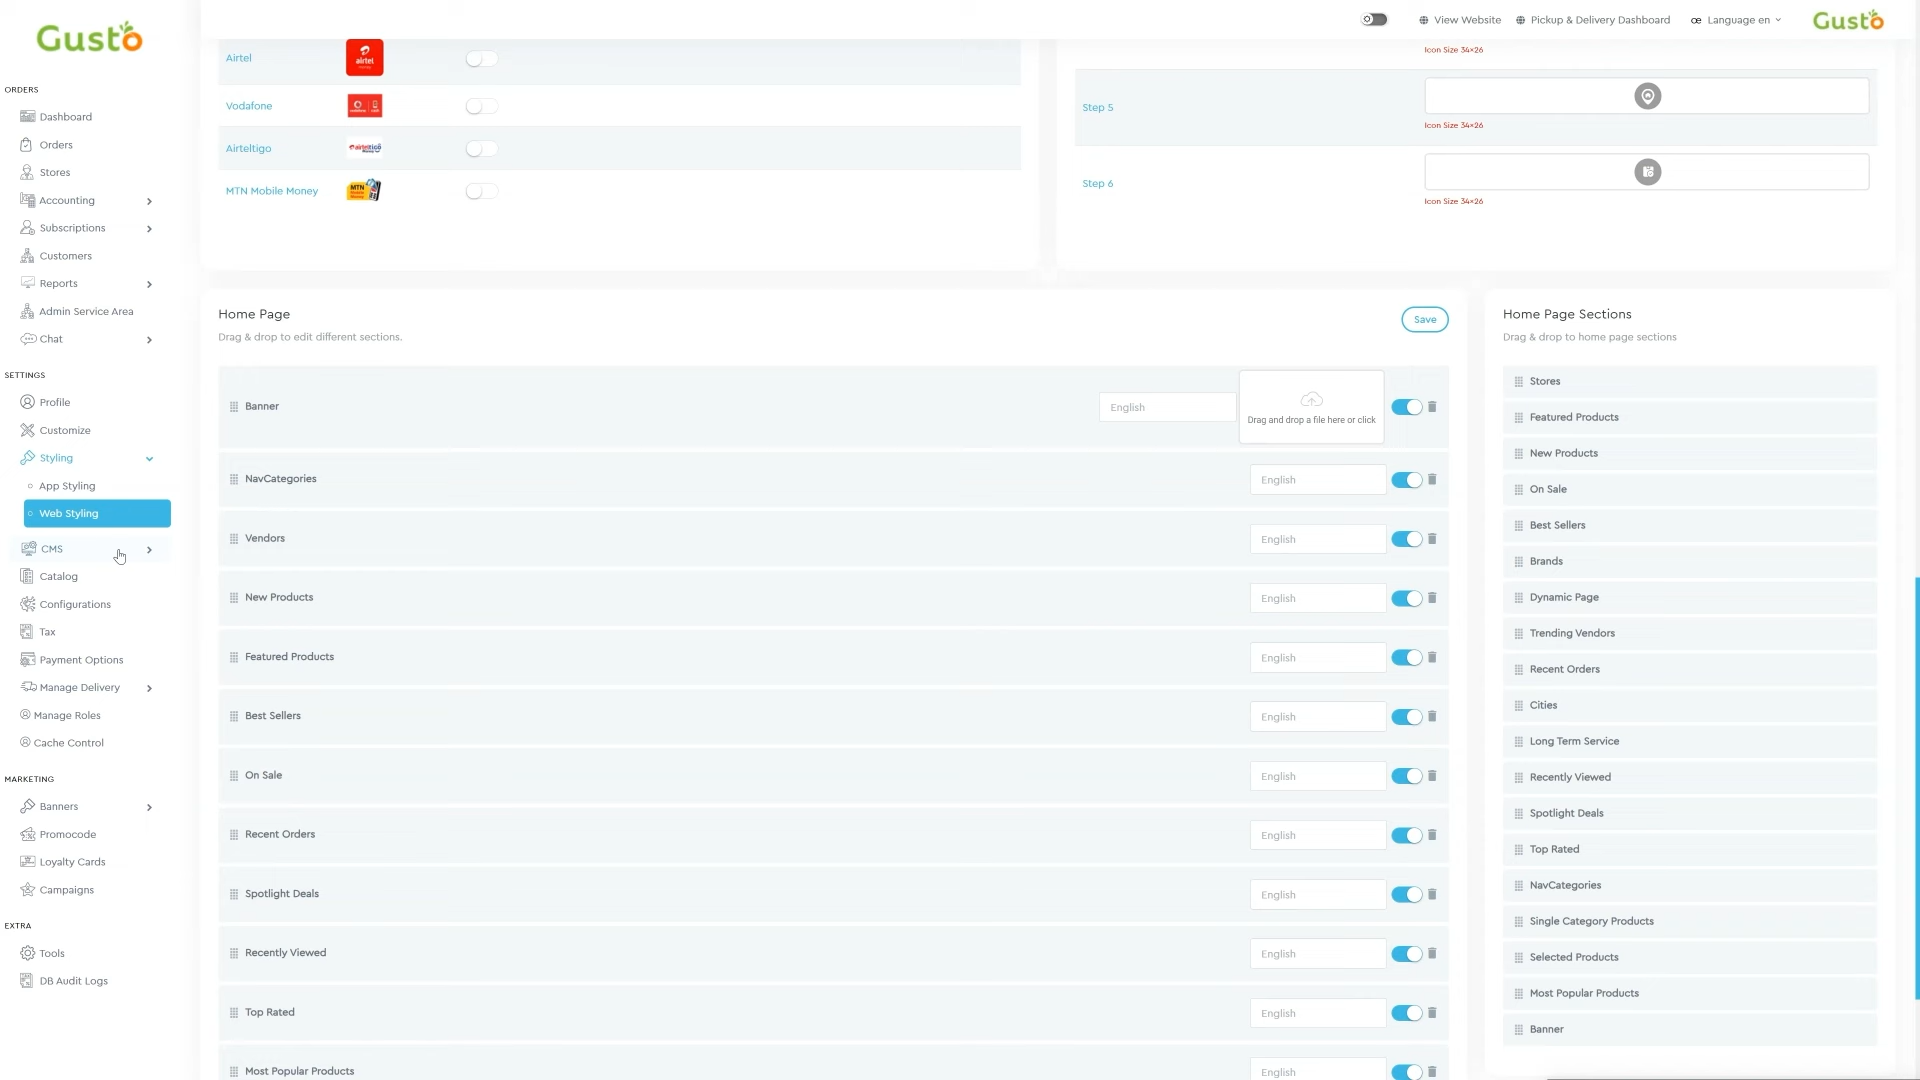 Gusto
View Website
Pickup & Delivery Dashboard
Language en
Gusto
ORDERS
Dashboard
Orders
Stores
Accounting
Subscriptions
Customers
Reports
Admin Service Area
Chat
SETTINGS
Profile
Customize
Styling
App Styling
Web Styling
CMS
Catalog
Configurations
Tax
Payment Options
Manage Delivery
Manage Roles
Cache Control
MARKETING
Banners
Promocode
Loyalty Cards
Campaigns
EXTRA
Tools
DB Audit Logs
Airtel
airtel
Vodafone
Airteltigo
MTN Mobile Money
MTN
Icon Size 34×26
Step 5
Icon Size 34×26
Step 6
Icon Size 34×26
Home Page
Drag & drop to edit different sections.
Save
Banner
English
Drag and drop a file here or click
NavCategories
English
Vendors
English
New Products
English
Featured Products
English
Best Sellers
English
On Sale
English
Recent Orders
English
Spotlight Deals
English
Recently Viewed
English
Top Rated
English
Most Popular Products
English
Home Page Sections
Drag & drop to home page sections
Stores
Featured Products
New Products
On Sale
Best Sellers
Brands
Dynamic Page
Trending Vendors
Recent Orders
Cities
Long Term Service
Recently Viewed
Spotlight Deals
Top Rated
NavCategories
Single Category Products
Selected Products
Most Popular Products
Banner